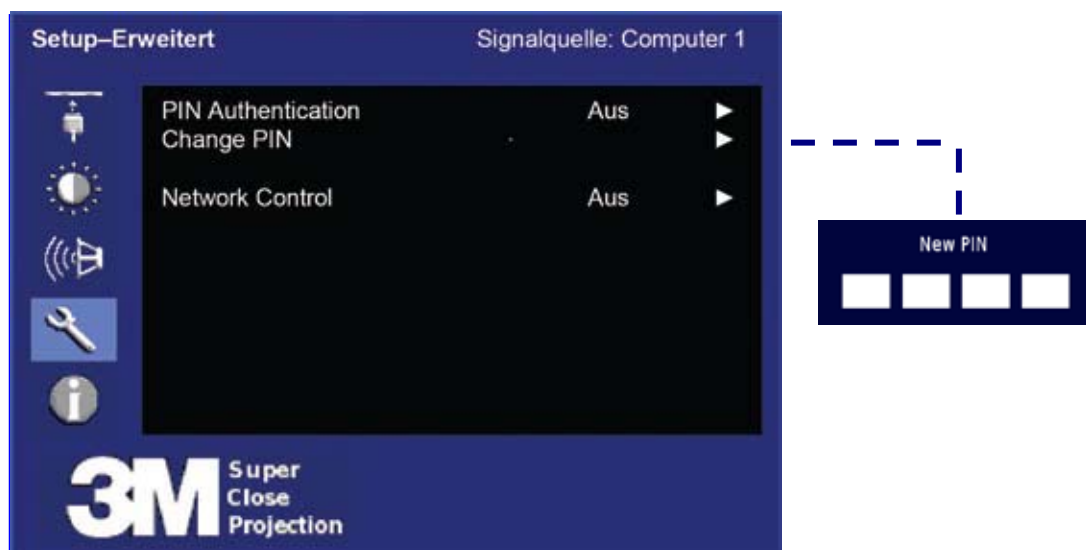 Setup–Erweitert Signalquelle: Computer 1
PIN Authentication Aus ►
Change PIN ►
Network Control Aus ►
New PIN
3M Super
Close
Projection